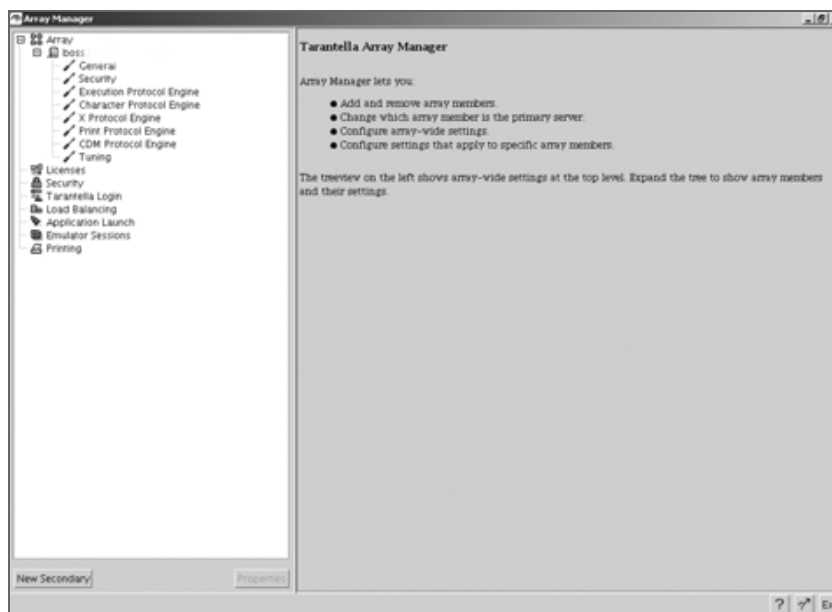 Array Manager
Array
boss
General
Security
Execution Protocol Engine
Character Protocol Engine
X Protocol Engine
Print Protocol Engine
CDM Protocol Engine
Tuning
Licenses
Security
Tarantella Login
Load Balancing
Application Launch
Emulator Sessions
Printing
New Secondary
Properties
Tarantella Array Manager
Array Manager lets you:
● Add and remove array members.
● Change which array member is the primary server.
● Configure array-wide settings.
● Configure settings that apply to specific array members.
The treeview on the left shows array-wide settings at the top level. Expand the tree to show array members
and their settings.
?
?